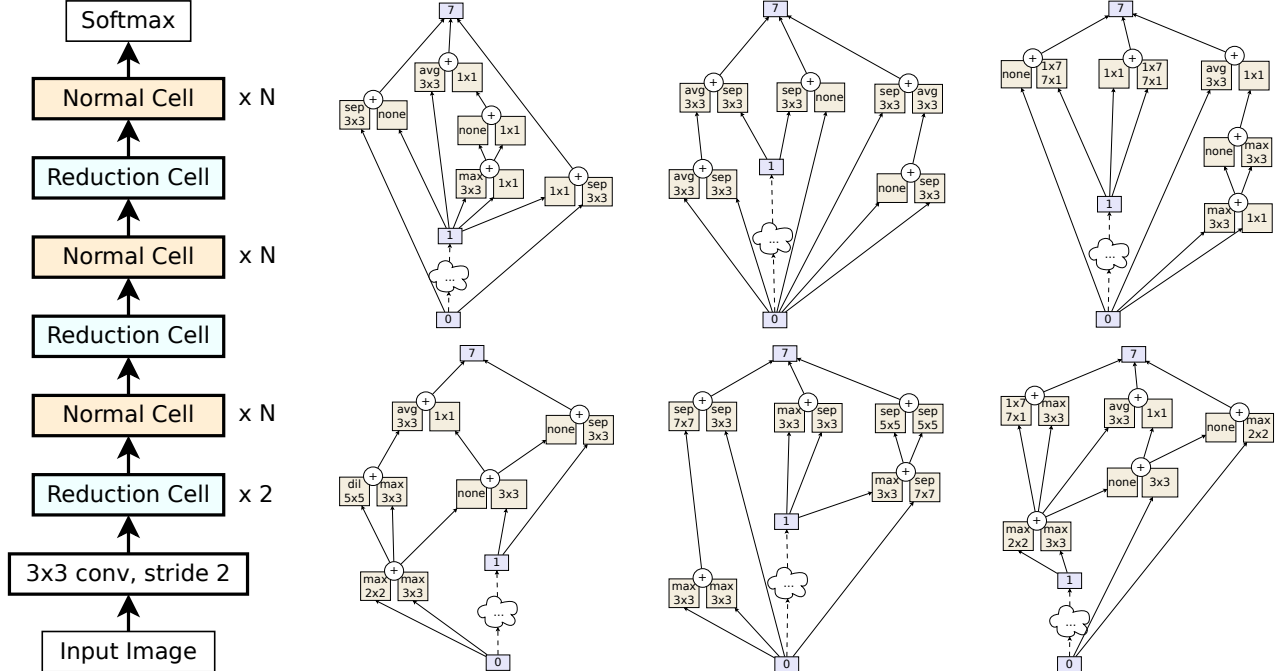 Softmax
Normal Cell
x N
Reduction Cell
Normal Cell
x N
Reduction Cell
Normal Cell
x N
Reduction Cell
x 2
3x3 conv, stride 2
Input Image
7
+
avg
3x3
1x1
+
sep
3x3
none
+
none
1x1
+
max
3x3
1x1
+
1x1
sep
3x3
1
...
0
7
+
avg
3x3
sep
3x3
+
sep
3x3
none
+
sep
3x3
avg
3x3
+
avg
3x3
sep
3x3
1
+
none
sep
3x3
...
0
7
+
none
1x7
7x1
+
1x1
1x7
7x1
+
avg
3x3
1x1
+
none
max
3x3
+
max
3x3
1x1
1
...
0
7
+
avg
3x3
1x1
+
none
sep
3x3
+
dil
5x5
max
3x3
+
none
3x3
+
max
2x2
max
3x3
1
...
0
7
+
sep
7x7
sep
3x3
+
max
3x3
sep
3x3
+
sep
5x5
sep
5x5
+
max
3x3
sep
7x7
1
+
max
3x3
max
3x3
...
0
7
+
1x7
7x1
max
3x3
+
avg
3x3
1x1
+
none
max
2x2
+
none
3x3
+
max
2x2
max
3x3
1
...
0